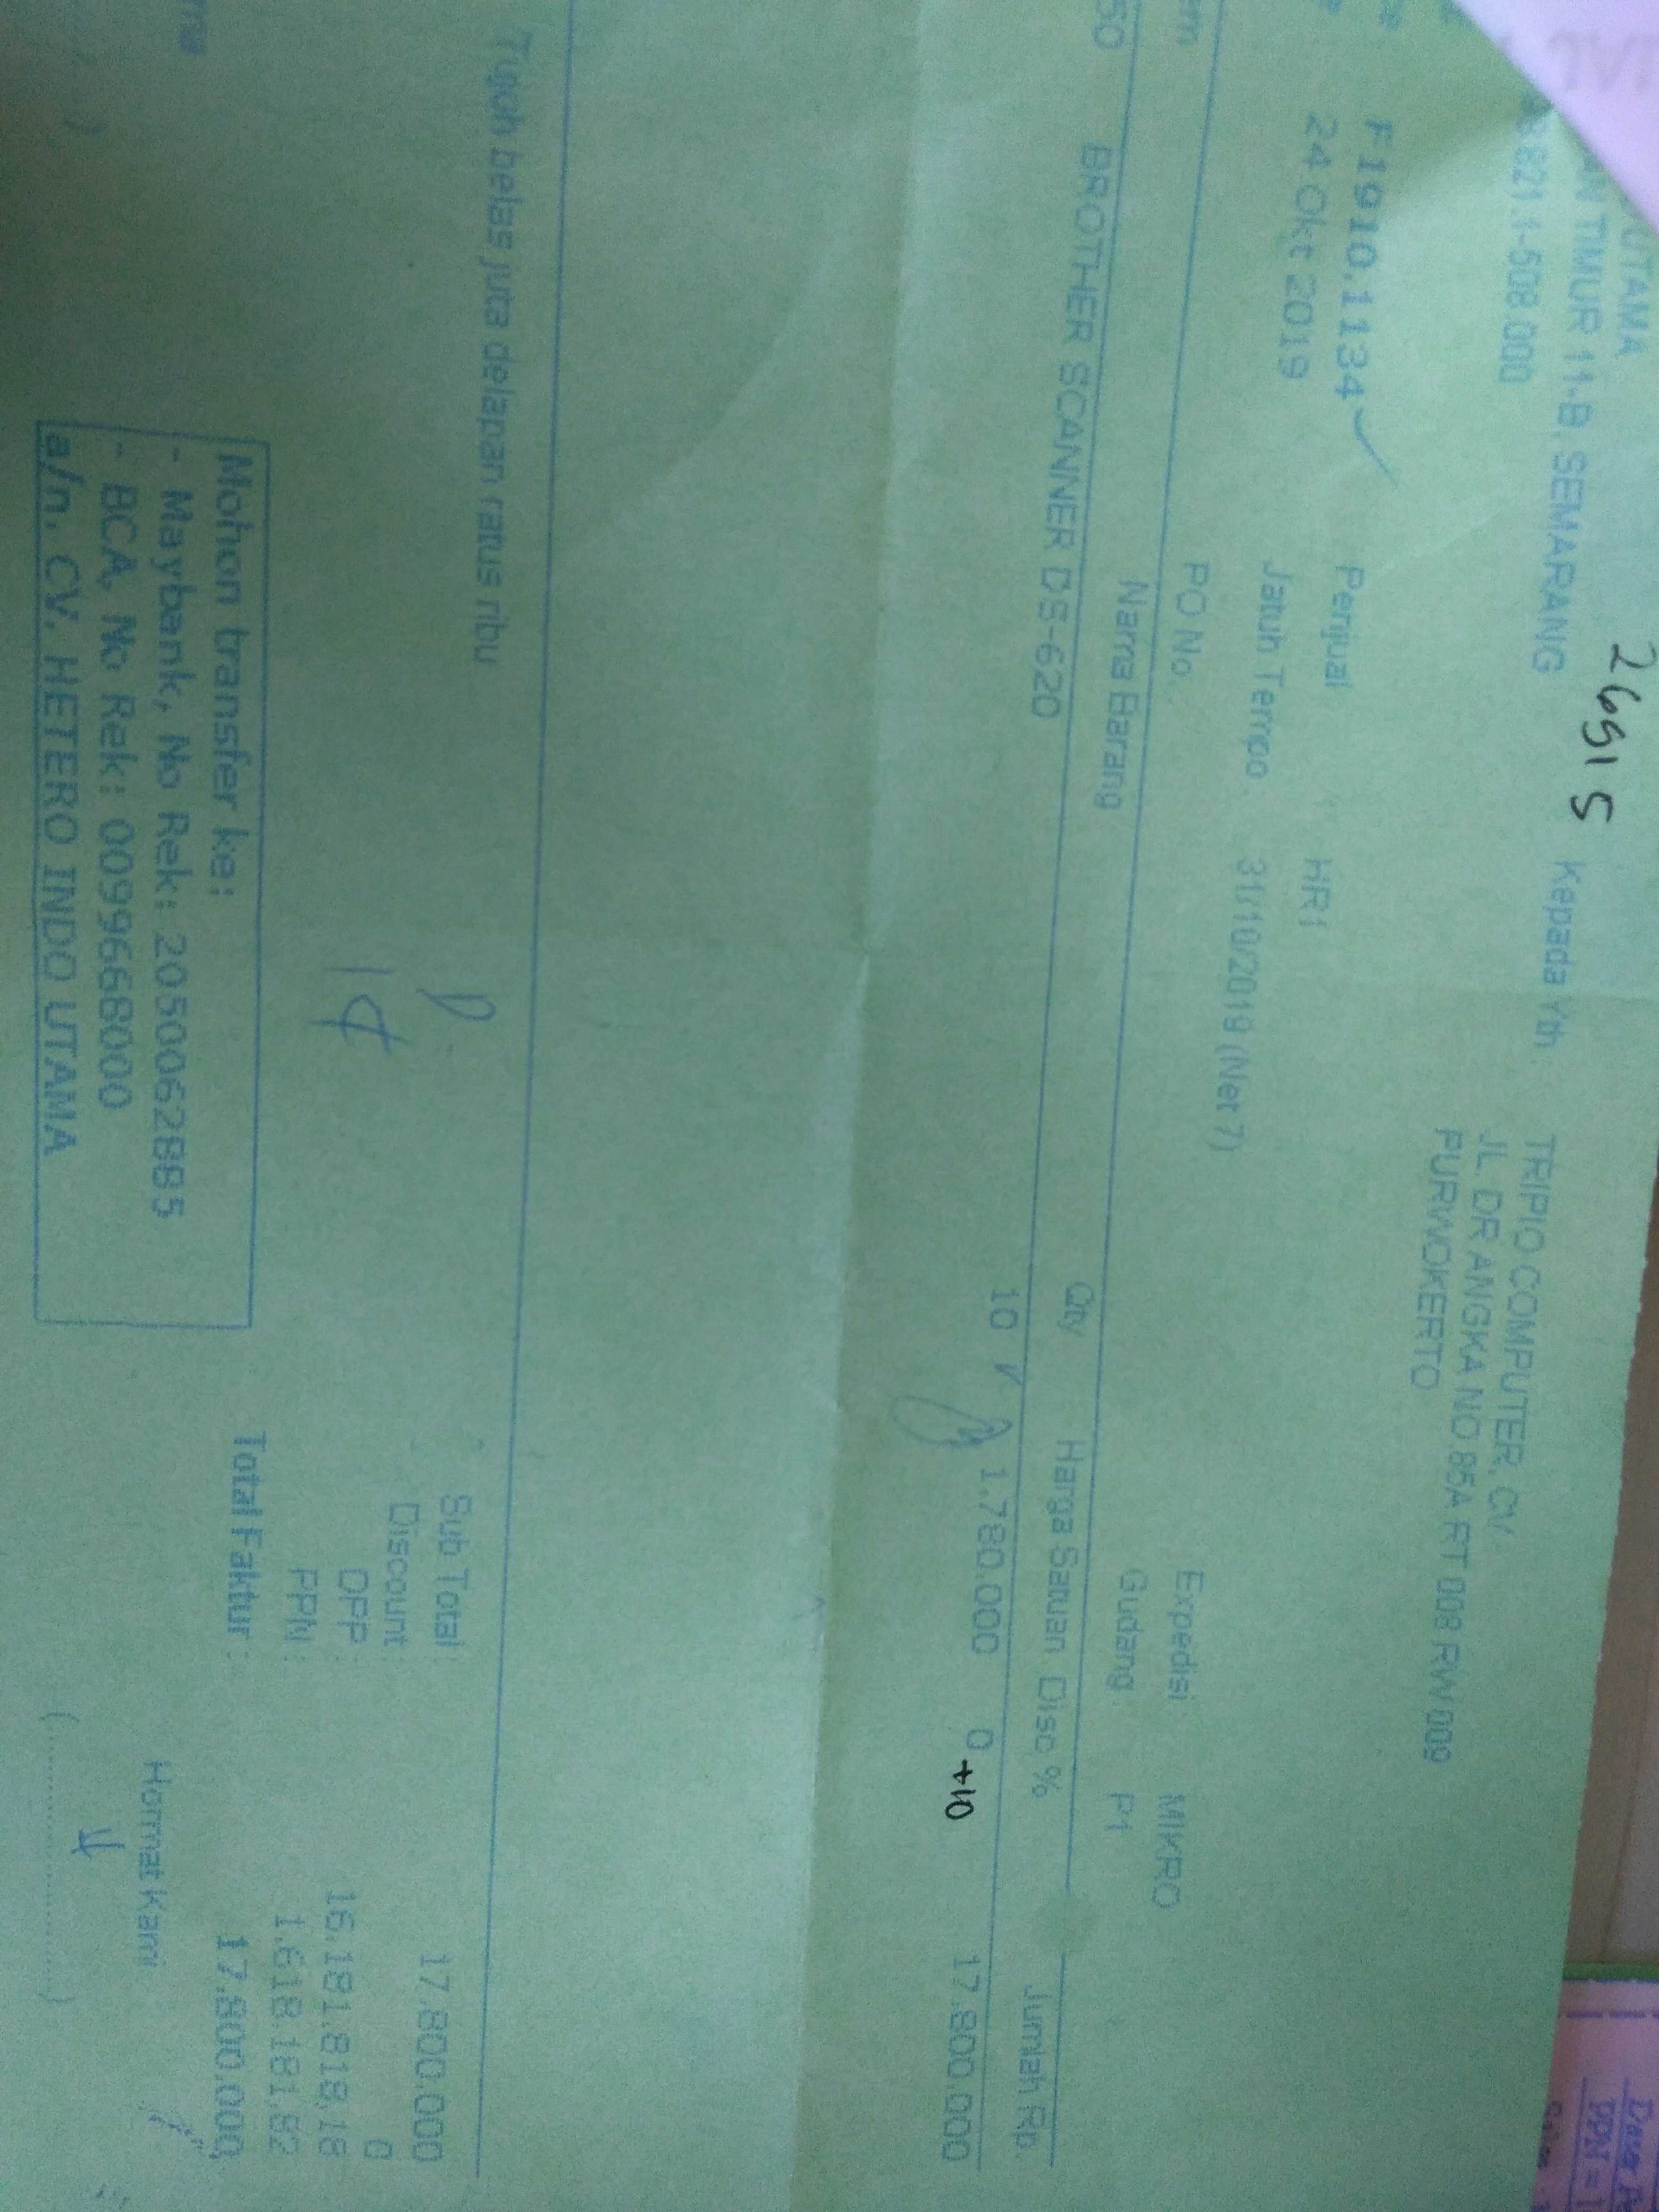 UTAMA
AN TIMUR 11-B, SEMARANG
8211-508 000
26915
Kepada Yth.
TRIPIO COMPUTER, CV
JL. DR ANGKA NO 85A RT 008 RW 009
PURWOKERTO
F1910.1134
24 Okt 2019
Penjual HR1
Jatuh Tempo 31/10/2019 (Net 7)
PO No.
Expedisi MIKRO
Gudang P1
em Nama Barang Qty Harga Satuan Disc % Jumlah Rp.
50 BROTHER SCANNER DS-620 10 1.780.000 0 17.800.000
Tujuh belas juta delapan ratus ribu
Sub Total : 17.800.000
Discount : 0
DPP : 16.181.818,18
PPN : 1.618.181,82
Total Faktur : 17.800.000
Mohon transfer ke:
- Maybank, No Rek: 2050062885
- BCA, No Rek: 0099668000
a/n. CV. HETERO INDO UTAMA
Hormat Kami
(....................)
PPN =